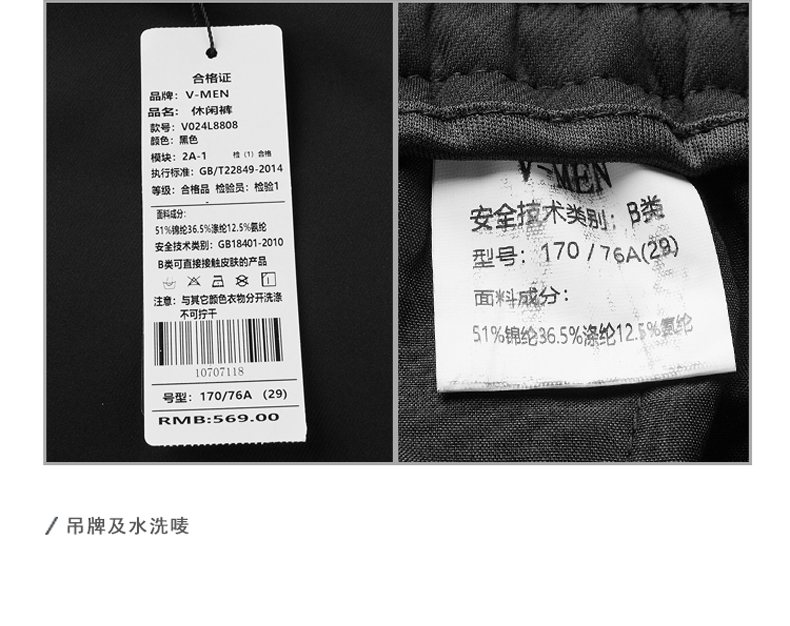 合格证
品牌: V-MEN
品名: 休闲裤
款号: V024L8808
颜色: 黑色
模块: 2A-1 检（1）合格
执行标准: GB/T22849-2014
等级: 合格品 检验员: 检验1
面料成分:
51%锦纶36.5%涤纶12.5%氨纶
安全技术类别: GB18401-2010
B类可直接接触皮肤的产品
注意: 与其它颜色衣物分开洗涤
不可拧干
10707118
号型: 170/76A (29)
RMB:569.00
V-MEN
安全技术类别: B类
型号: 170/76A(29)
面料成分:
51%锦纶36.5%涤纶12.5%氨纶
/ 吊牌及水洗唛